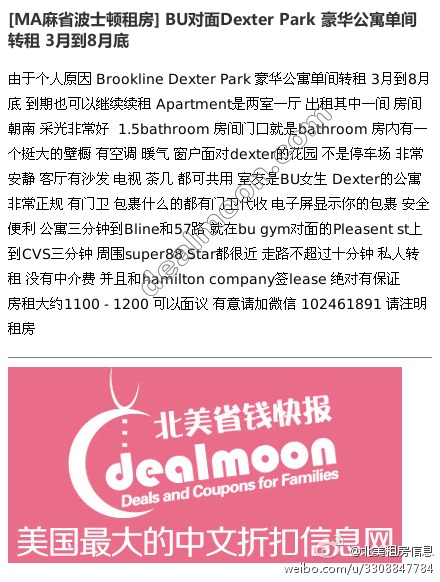 [MA麻省波士顿租房] BU对面Dexter Park 豪华公寓单间
转租 3月到8月底
由于个人原因 Brookline Dexter Park 豪华公寓单间转租 3月到8月
底 到期也可以继续续租 Apartment是两室一厅 出租其中一间 房间
朝南 采光非常好  1.5bathroom 房间门口就是bathroom 房内有一
个挺大的壁橱 有空调 暖气 窗户面对dexter的花园 不是停车场 非常
安静 客厅有沙发 电视 茶几 都可共用 室友是BU女生 Dexter的公寓
非常正规 有门卫 包裹什么的都有门卫代收 电子屏显示你的包裹 安全
便利 公寓三分钟到Bline和57路 就在bu gym对面的Pleasent st上
到CVS三分钟 周围super88 Star都很近 走路不超过十分钟 私人转
租 没有中介费 并且和hamilton company签lease 绝对有保证
房租大约1100 - 1200 可以面议 有意请加微信 102461891 请注明
租房
dealmoon.com
北美省钱快报
dealmoon
Deals and Coupons for Families
美国最大的中文折扣信息网
@北美租房信息
weibo.com/u/3308847784